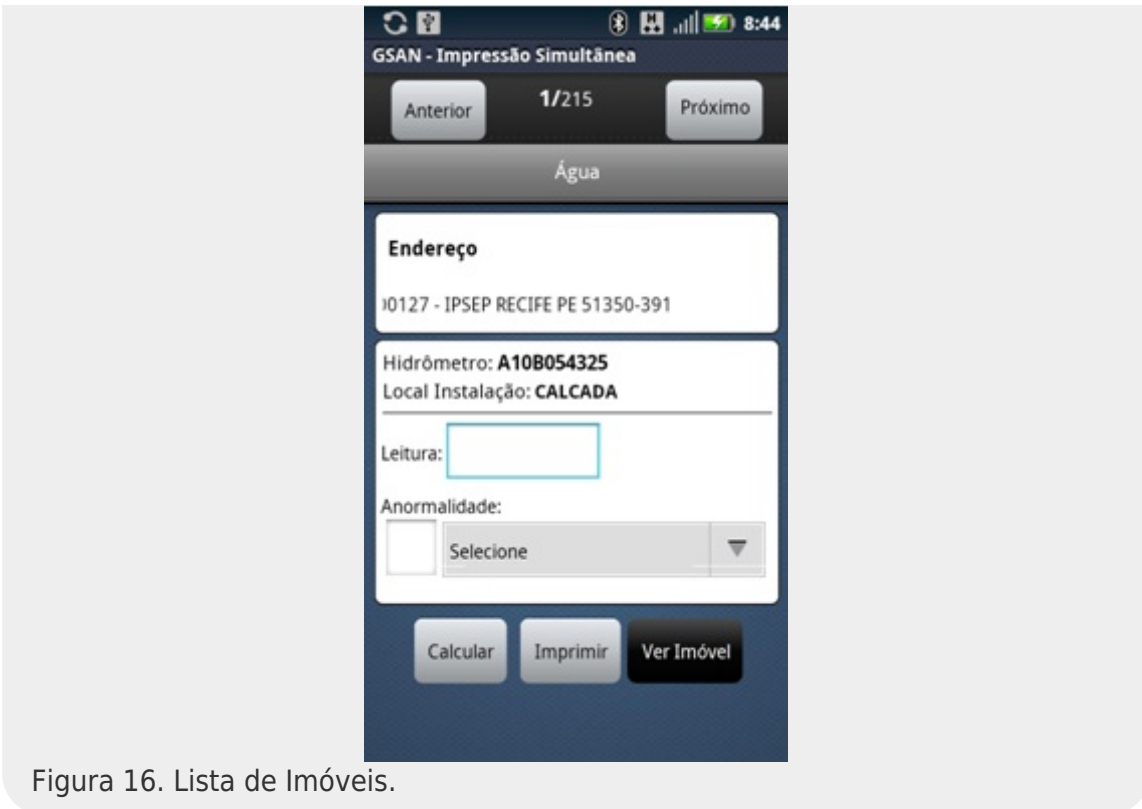 8:44
GSAN - Impressão Simultânea
Anterior 1/215 Próximo
Água
Endereço
00127 - IPSEP RECIFE PE 51350-391
Hidrômetro: A10B054325
Local Instalação: CALCADA
Leitura:
Anormalidade:
Selecione
Calcular Imprimir Ver Imóvel
Figura 16. Lista de Imóveis.